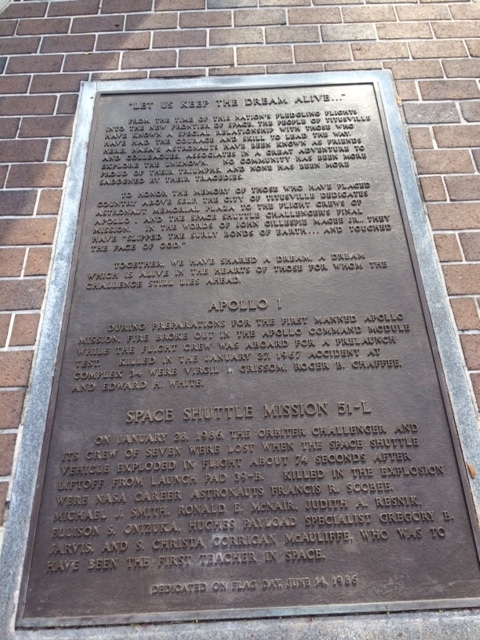 "LET US KEEP THE DREAM ALIVE..."
FROM THE TIME OF THIS NATION'S FLEDGLING FLIGHTS
INTO THE NEW FRONTIER OF SPACE, THE PEOPLE OF TITUSVILLE
HAVE KNOWN A SPECIAL RELATIONSHIP WITH THOSE WHO
HAVE HAD THE COURAGE AND SKILL TO LEAD THE WAY.
HERE, MANY ASTRONAUTS HAVE BEEN KNOWN AS FRIENDS
AND COLLEAGUES, ASSOCIATES IN A GREAT ADVENTURE TO
EXPLORE THE UNKNOWN. NO COMMUNITY HAS BEEN MORE
PROUD OF THEIR TRIUMPHS, AND NONE HAS BEEN MORE
SADDENED BY THEIR TRAGEDIES.
TO HONOR THE MEMORY OF THOSE WHO HAVE PLACED
COUNTRY ABOVE SELF, THE CITY OF TITUSVILLE DEDICATES
ASTRONAUT MEMORIAL PLAZA TO THE FLIGHT CREWS OF
APOLLO 1 AND THE SPACE SHUTTLE CHALLENGER'S FINAL
MISSION. IN THE WORDS OF JOHN GILLESPIE MAGEE JR., THEY
HAVE "SLIPPED THE SURLY BONDS OF EARTH... AND TOUCHED
THE FACE OF GOD."
TOGETHER, WE HAVE SHARED A DREAM, A DREAM
WHICH IS ALIVE IN THE HEARTS OF THOSE FOR WHOM THE
CHALLENGE STILL LIES AHEAD.
APOLLO 1
DURING PREPARATIONS FOR THE FIRST MANNED APOLLO
MISSION, FIRE BROKE OUT IN THE APOLLO COMMAND MODULE
WHILE THE FLIGHT CREW WAS ABOARD FOR A PRELAUNCH
TEST. KILLED IN THE JANUARY 27, 1967 ACCIDENT AT
COMPLEX 34, WERE VIRGIL I. GRISSOM, ROGER B. CHAFFEE,
AND EDWARD H. WHITE.
SPACE SHUTTLE MISSION 51-L
ON JANUARY 28, 1986, THE ORBITER CHALLENGER AND
ITS CREW OF SEVEN WERE LOST WHEN THE SPACE SHUTTLE
VEHICLE EXPLODED IN FLIGHT ABOUT 74 SECONDS AFTER
LIFTOFF FROM LAUNCH PAD 39-B. KILLED IN THE EXPLOSION
WERE NASA CAREER ASTRONAUTS FRANCIS R. SCOBEE,
MICHAEL J. SMITH, RONALD E. McNAIR, JUDITH A. RESNIK,
ELLISON S. ONIZUKA, HUGHES PAYLOAD SPECIALIST GREGORY B.
JARVIS, AND S. CHRISTA CORRIGAN McAULIFFE, WHO WAS TO
HAVE BEEN THE FIRST TEACHER IN SPACE.
DEDICATED ON FLAG DAY, JUNE 14, 1986